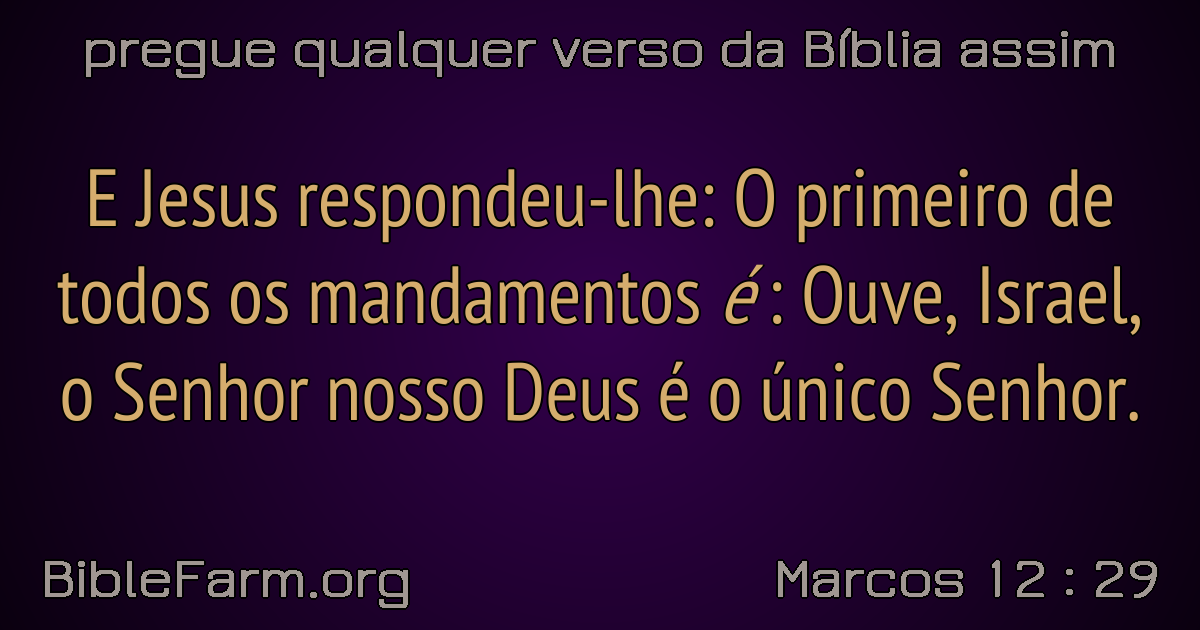 pregue qualquer verso da Bíblia assim
E Jesus respondeu-lhe: O primeiro de
todos os mandamentos é: Ouve, Israel,
o Senhor nosso Deus é o único Senhor.
BibleFarm.org
Marcos 12 : 29